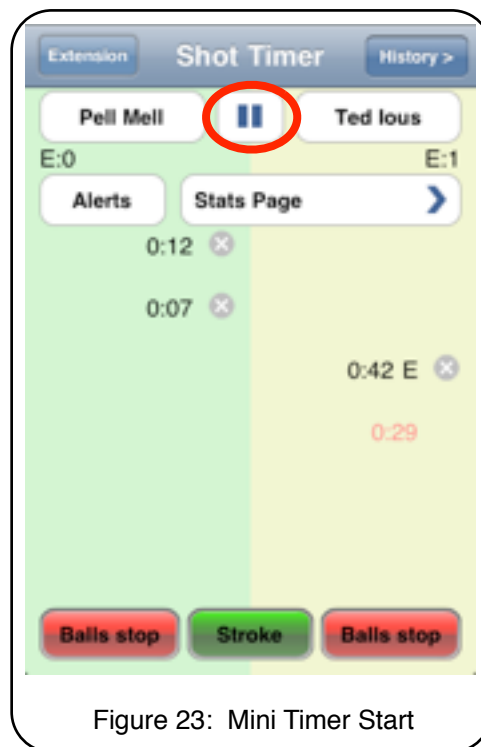 Extension Shot Timer History >
Pell Mell Ted Ious
E:0 E:1
Alerts Stats Page
0:12
0:07
0:42 E
0:29
Balls stop Stroke Balls stop
Figure 23: Mini Timer Start